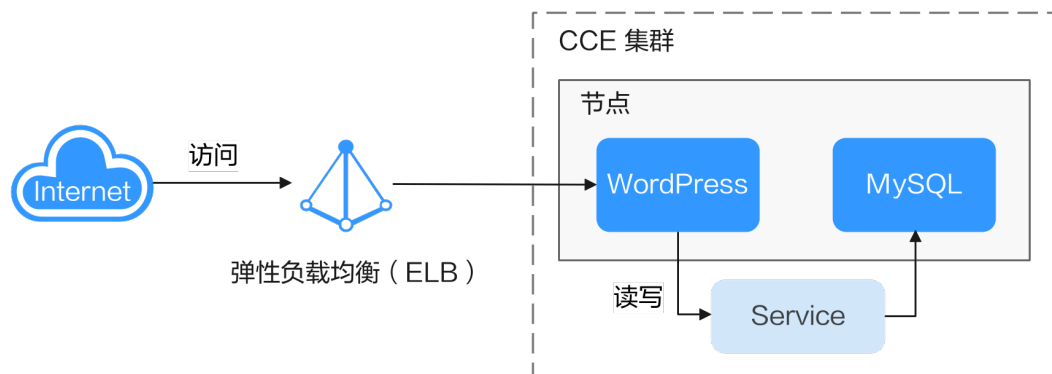 CCE 集群
节点
访问
Internet
WordPress
MySQL
弹性负载均衡（ELB）
读写
Service